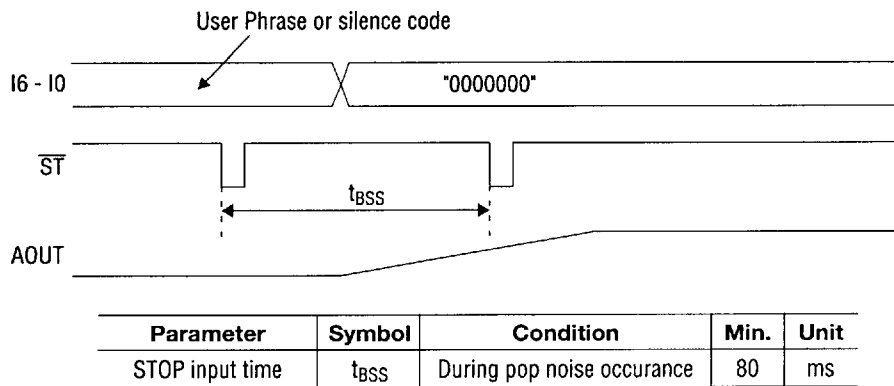 User Phrase or silence code
I6 - I0
"0000000"
ST
tBSS
AOUT
Parameter Symbol Condition Min. Unit
STOP input time tBSS During pop noise occurance 80 ms